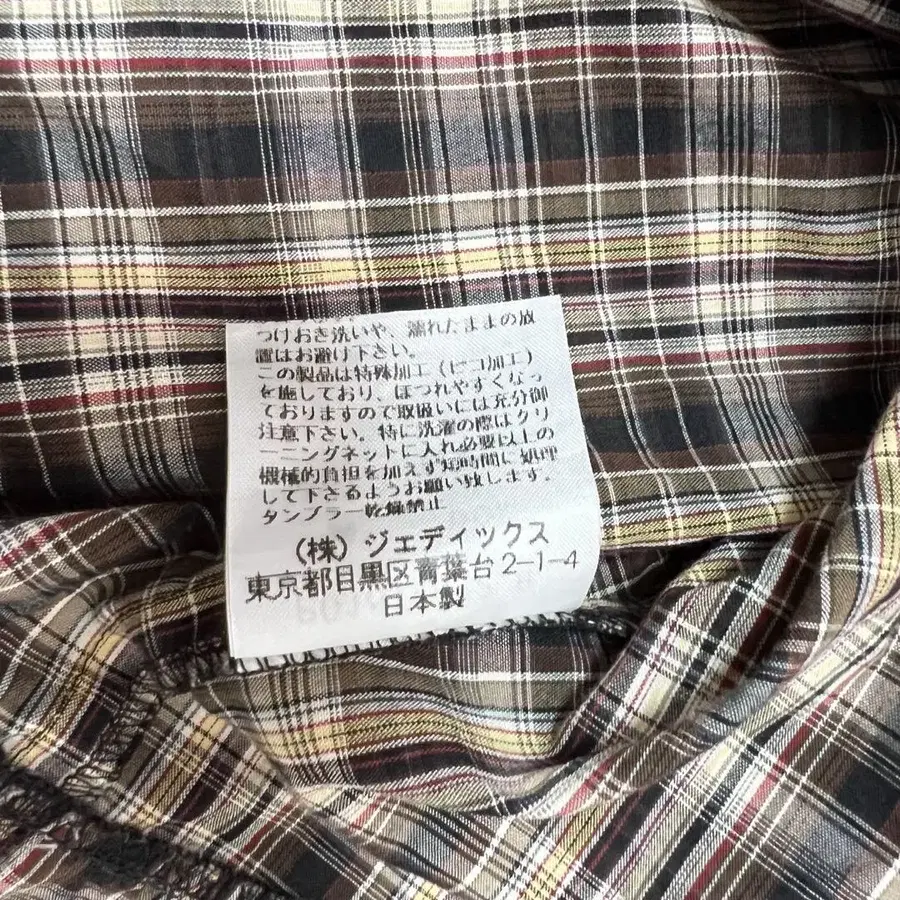 つけおき洗いや、濡れたままの放
置はお避け下さい。
この製品は特殊加工（ピコ加工）
を施しており、ほつれやすくなっ
ておりますので取扱いには充分御
注意下さい。特に洗濯の際はクリ
ーニングネットに入れ必要以上の
機械的負担を加えず短時間に処理
して下さるようお願い致します。
タンブラー乾燥禁止
（株）ジェディックス
東京都目黒区青葉台2-1-4
日本製